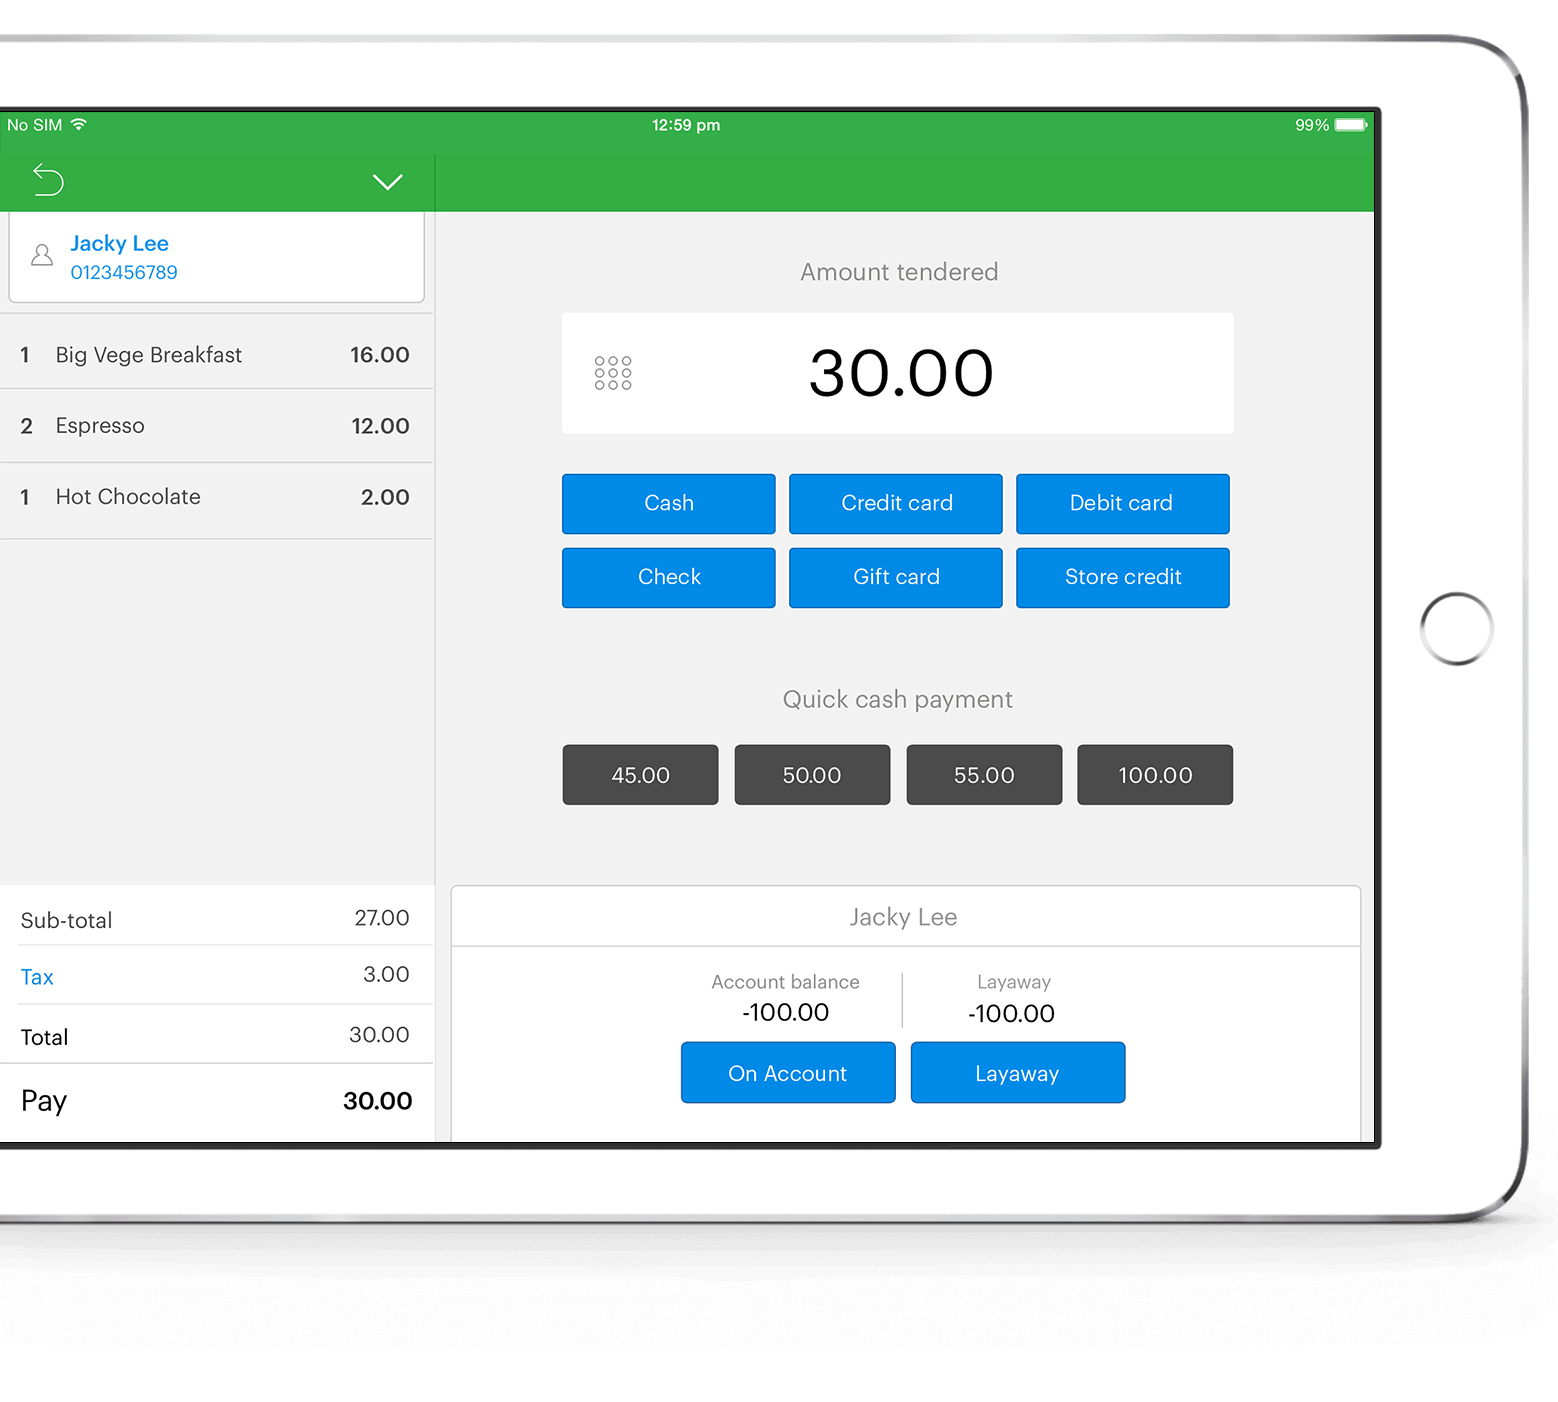 No SIM 12:59 pm 99%
Jacky Lee
0123456789
1 Big Vege Breakfast 16.00
2 Espresso 12.00
1 Hot Chocolate 2.00
Sub-total 27.00
Tax 3.00
Total 30.00
Pay 30.00
Amount tendered
30.00
Cash Credit card Debit card
Check Gift card Store credit
Quick cash payment
45.00 50.00 55.00 100.00
Jacky Lee
Account balance Layaway
-100.00 -100.00
On Account Layaway